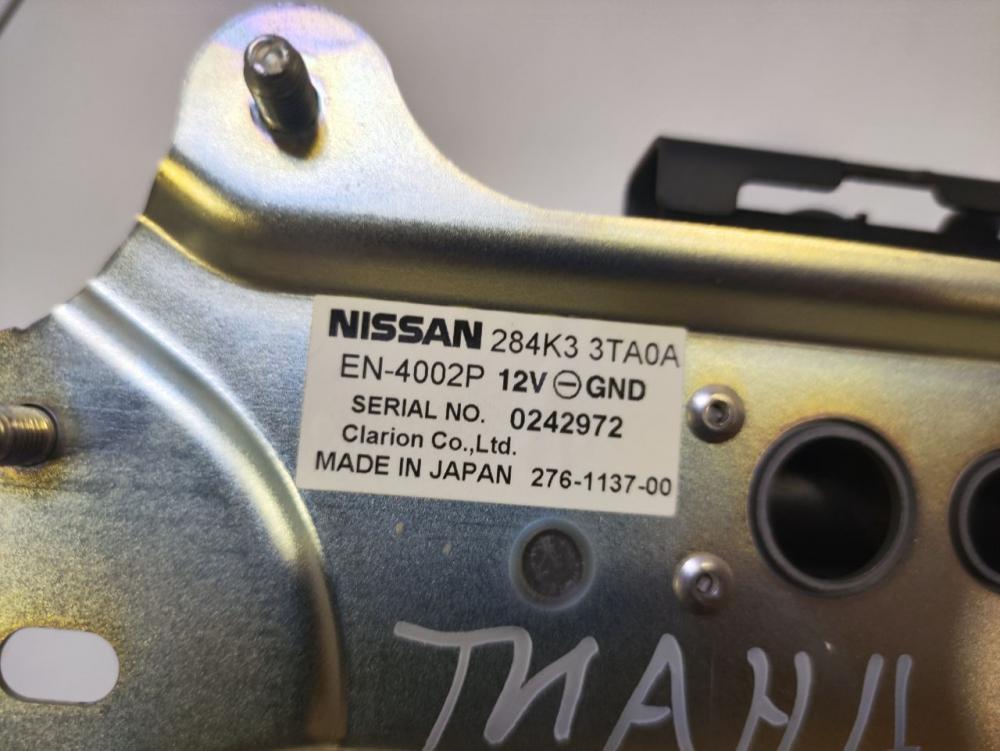 NISSAN 284K3 3TA0A
EN-4002P 12V ⊖ GND
SERIAL NO. 0242972
Clarion Co.,Ltd.
MADE IN JAPAN 276-1137-00